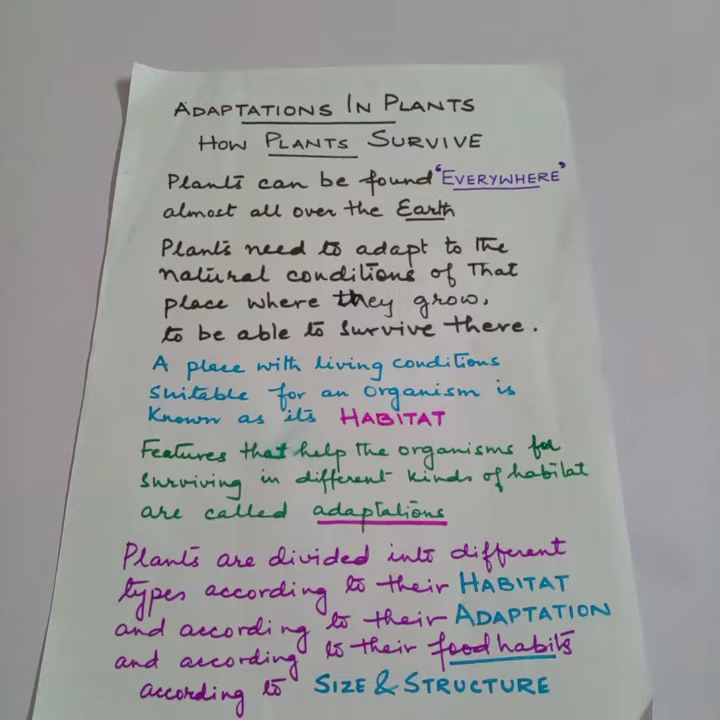 ADAPTATIONS IN PLANTS
HOW PLANTS SURVIVE
Plants can be found 'EVERYWHERE'
almost all over the Earth
Plants need to adapt to the
natural conditions of That
place where they grow,
to be able to survive there.
A place with living conditions
suitable for an organism is
known as its HABITAT
Features that help the organisms for
surviving in different kinds of habitat
are called adaptations
Plants are divided into different
types according to their HABITAT
and according to their ADAPTATION
and according to their food habits
according to SIZE & STRUCTURE